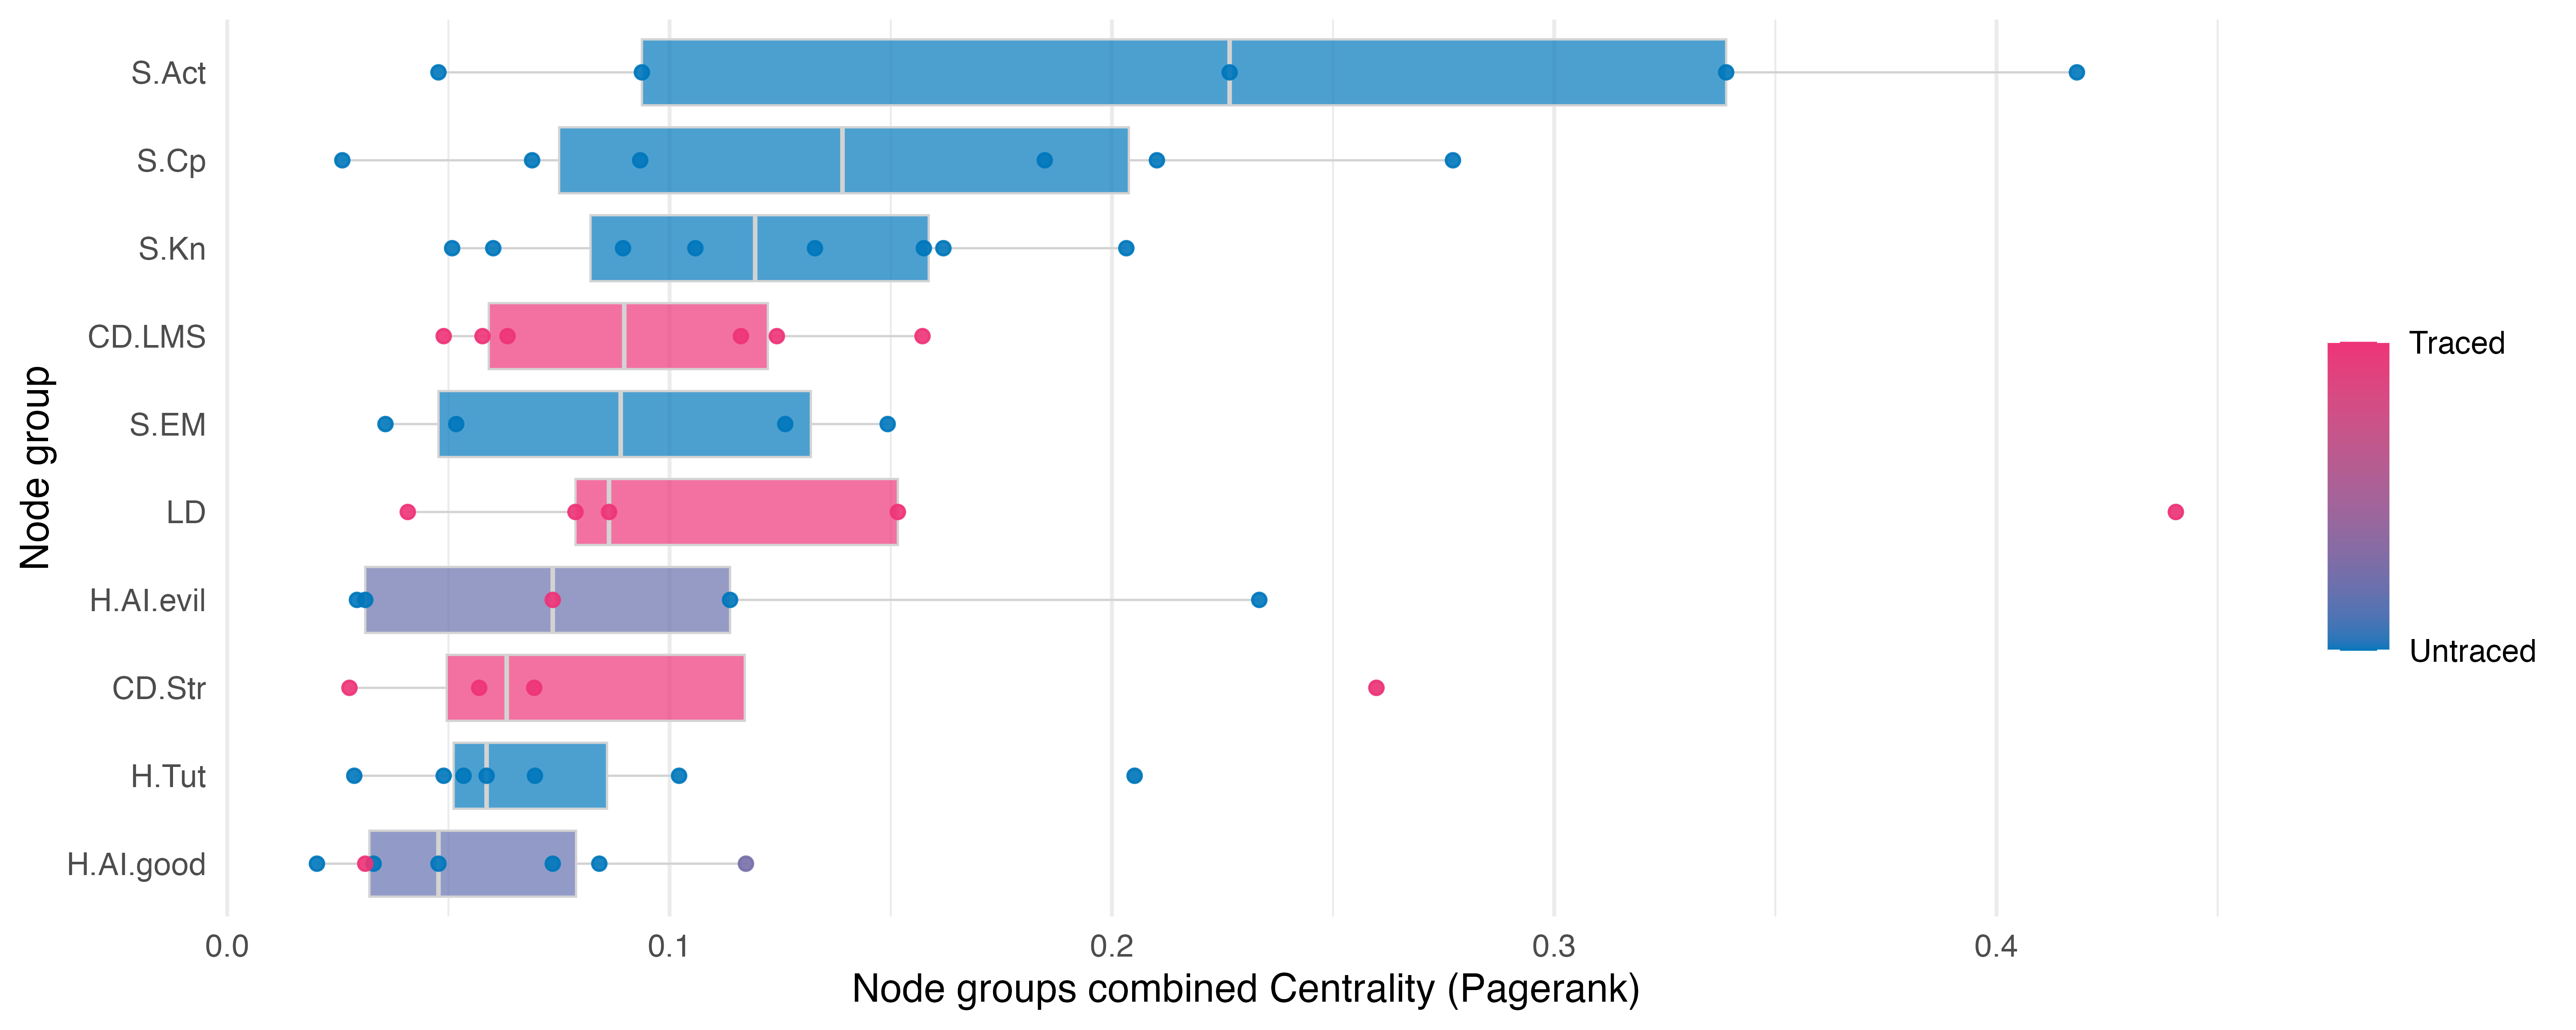 S.Act
S.Cp
S.Kn
CD.LMS
S.EM
LD
H.AI.evil
CD.Str
H.Tut
H.AI.good
Node group
0.0 0.1 0.2 0.3 0.4
Node groups combined Centrality (Pagerank)
Traced
Untraced